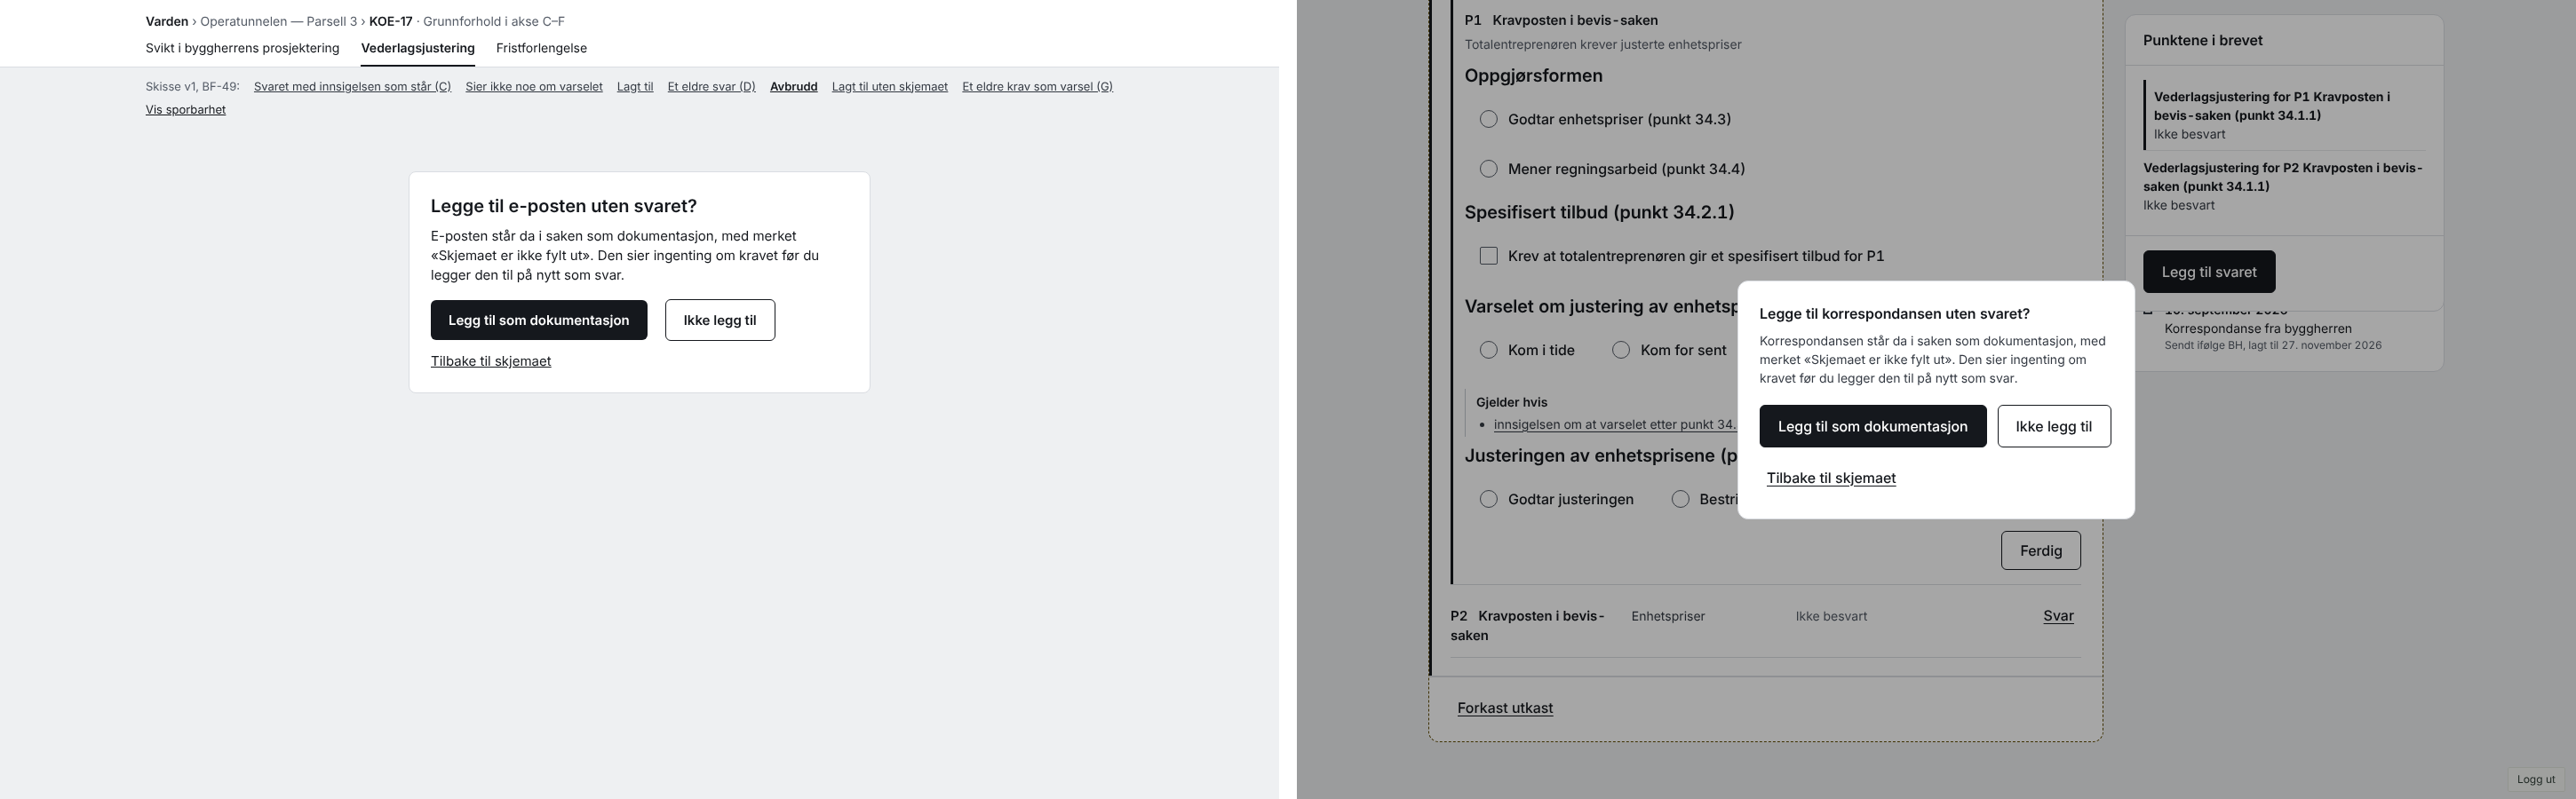 Varden › Operatunnelen — Parsell 3 › KOE-17 · Grunnforhold i akse C–F
Svikt i byggherrens prosjektering Vederlagsjustering Fristforlengelse
Skisse v1, BF-49: Svaret med innsigelsen som står (C) Sier ikke noe om varselet Lagt til Et eldre svar (D) Avbrudd Lagt til uten skjemaet Et eldre krav som varsel (G)
Vis sporbarhet
Legge til e-posten uten svaret?
E-posten står da i saken som dokumentasjon, med merket
«Skjemaet er ikke fylt ut». Den sier ingenting om kravet før du
legger den til på nytt som svar.
Legg til som dokumentasjon Ikke legg til
Tilbake til skjemaet
P1 Kravposten i bevis-saken
Totalentreprenøren krever justerte enhetspriser
Oppgjørsformen
Godtar enhetspriser (punkt 34.3)
Mener regningsarbeid (punkt 34.4)
Spesifisert tilbud (punkt 34.2.1)
Krev at totalentreprenøren gir et spesifisert tilbud for P1
Varselet om justering av enhetsp
Kom i tide Kom for sent
Gjelder hvis
innsigelsen om at varselet etter punkt 34.
Justeringen av enhetsprisene (p
Godtar justeringen Bestri
Ferdig
P2 Kravposten i bevis-
saken
Enhetspriser Ikke besvart Svar
Forkast utkast
Legge til korrespondansen uten svaret?
Korrespondansen står da i saken som dokumentasjon, med
merket «Skjemaet er ikke fylt ut». Den sier ingenting om
kravet før du legger den til på nytt som svar.
Legg til som dokumentasjon Ikke legg til
Tilbake til skjemaet
Punktene i brevet
Vederlagsjustering for P1 Kravposten i
bevis-saken (punkt 34.1.1)
Ikke besvart
Vederlagsjustering for P2 Kravposten i bevis-
saken (punkt 34.1.1)
Ikke besvart
Legg til svaret
Korrespondanse fra byggherren
Sendt ifølge BH, lagt til 27. november 2026
Logg ut